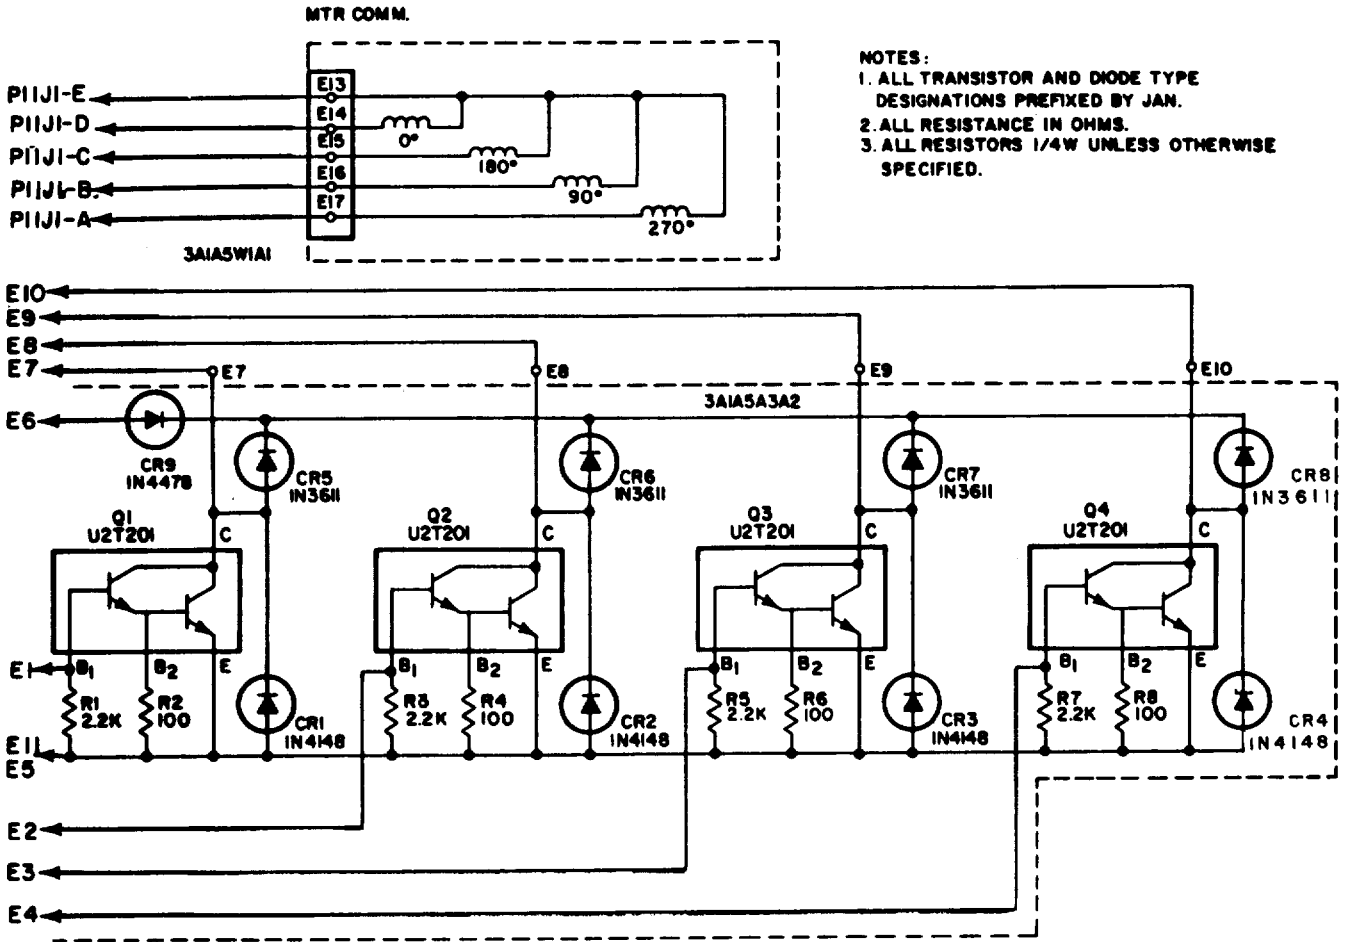 MTR COMM.
P11J1-E
P11J1-D
P11J1-C
P11J1-B.
P11J1-A
E13
E14
E15
E16
E17
0°
180°
90°
270°
3A1A5W1A1
NOTES:
1. ALL TRANSISTOR AND DIODE TYPE
DESIGNATIONS PREFIXED BY JAN.
2. ALL RESISTANCE IN OHMS.
3. ALL RESISTORS 1/4W UNLESS OTHERWISE
SPECIFIED.
E10
E9
E8
E7
E7
E8
E9
E10
E6
3A1A5A3A2
CR9
1N4478
CR5
1N3611
CR6
1N3611
CR7
1N3611
CR8
1N3611
Q1
U2T201
C
Q2
U2T201
C
Q3
U2T201
C
Q4
U2T201
C
E1
B1
B2
E
B1
B2
E
B1
B2
E
B1
B2
E
R1
2.2K
R2
100
CR1
1N4148
R3
2.2K
R4
100
CR2
1N4148
R5
2.2K
R6
100
CR3
1N4148
R7
2.2K
R8
100
CR4
1N4148
E11
E5
E2
E3
E4